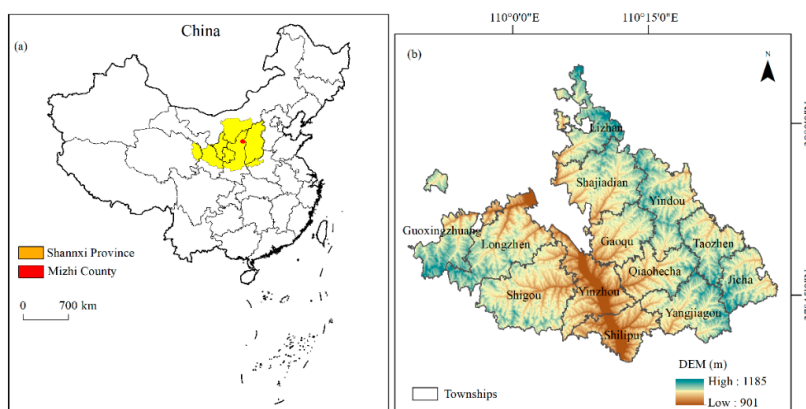 China
(a)
Shannxi Province
Mizhi County
0 700 km
110°0'0"E 110°15'0"E
(b)
N
Lizhan
Shajiadian
Yindou
Guoxingzhuang
Longzhen
Gaoqu
Taozhen
Qiaohecha
Jicha
Shigou
Yinzhou
Yangjiagou
Shilipu
DEM (m)
High : 1185
Low : 901
Townships